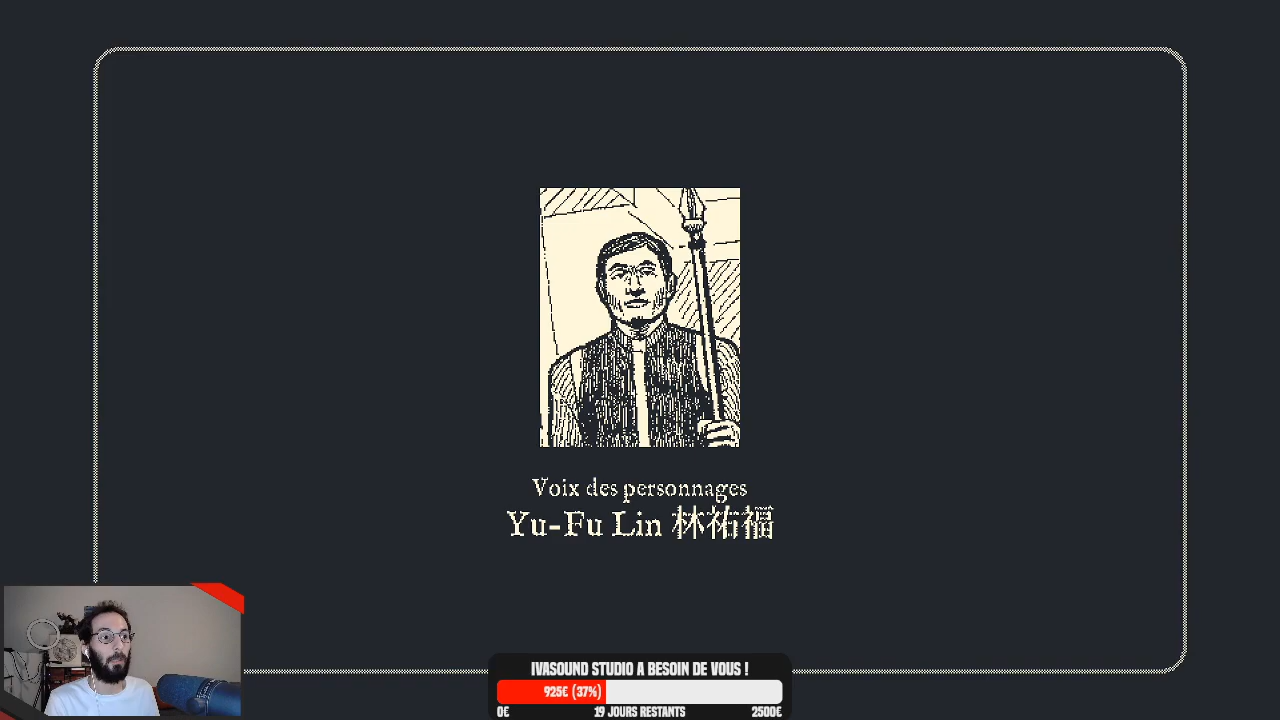 Voix des personnages
Yu-Fu Lin 林祐福
IVASOUND STUDIO A BESOIN DE VOUS !
925€ (37%)
0€ 19 JOURS RESTANTS 2500€